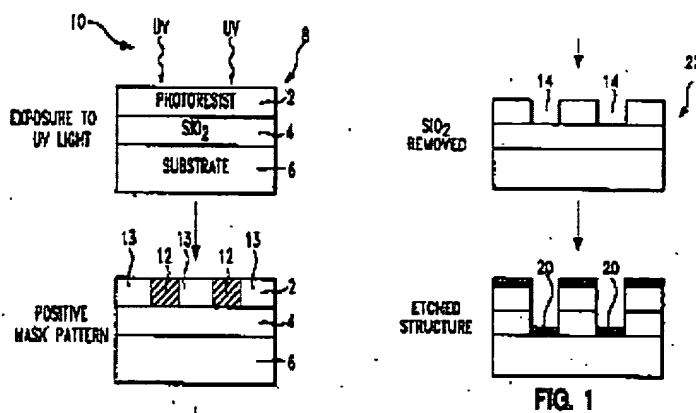 10
UV UV
8
PHOTORESIST 2
EXPOSURE TO
UV LIGHT
SIO2 4
SUBSTRATE 6
13 12 13 12 13
2
POSITIVE
MASK PATTERN
4
6
14 14
SIO2
REMOVED
20 20
ETCHED
STRUCTURE
FIG. 1